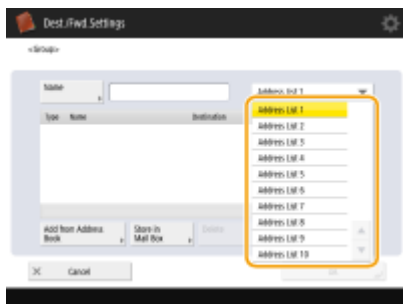 Dest./Fwd. Settings
<Group>
Name
Address List 1
Type Name Destination
Address List 1
Address List 2
Address List 3
Address List 4
Address List 5
Address List 6
Address List 7
Address List 8
Address List 9
Address List 10
Add from Address Book
Store in Mail Box
Delete
Cancel
OK